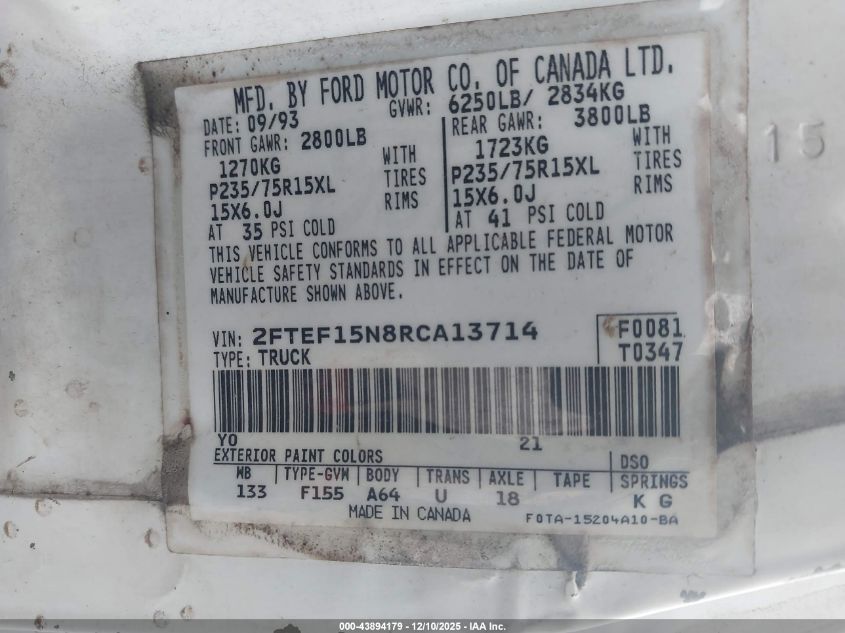 MFD. BY FORD MOTOR CO. OF CANADA LTD.
DATE: 09/93 GVWR: 6250LB/ 2834KG
FRONT GAWR: 2800LB REAR GAWR: 3800LB
1270KG WITH 1723KG WITH
P235/75R15XL TIRES P235/75R15XL TIRES
15X6.0J RIMS 15X6.0J RIMS
AT 35 PSI COLD AT 41 PSI COLD
THIS VEHICLE CONFORMS TO ALL APPLICABLE FEDERAL MOTOR
VEHICLE SAFETY STANDARDS IN EFFECT ON THE DATE OF
MANUFACTURE SHOWN ABOVE.
VIN: 2FTEF15N8RCA13714 F0081
TYPE: TRUCK T0347
YO 21
EXTERIOR PAINT COLORS DSO
WB TYPE-GVW BODY TRANS AXLE TAPE SPRINGS
133 F155 A64 U 18 K G
MADE IN CANADA F0TA-15204A10-BA
15
000-43894179 - 12/10/2025 - IAA Inc.